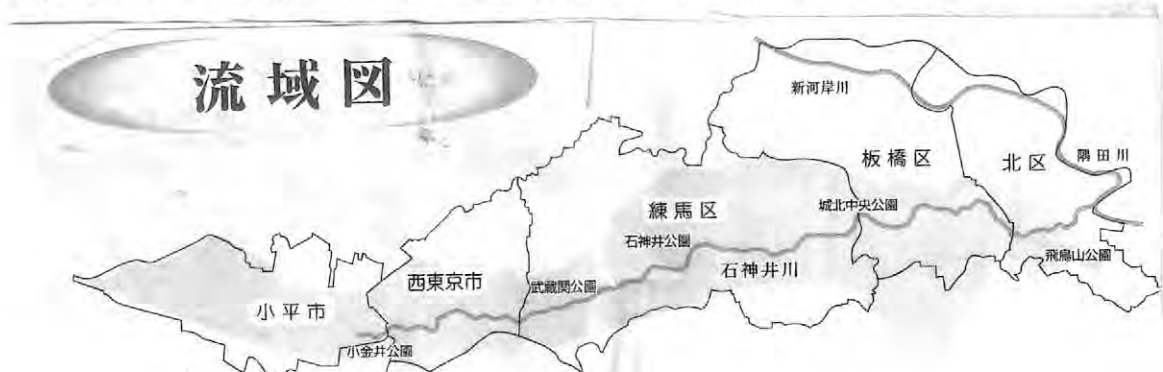 流域図
新河岸川
板橋区
北区
隅田川
練馬区
城北中央公園
石神井公園
石神井川
飛鳥山公園
西東京市
武蔵関公園
小平市
小金井公園